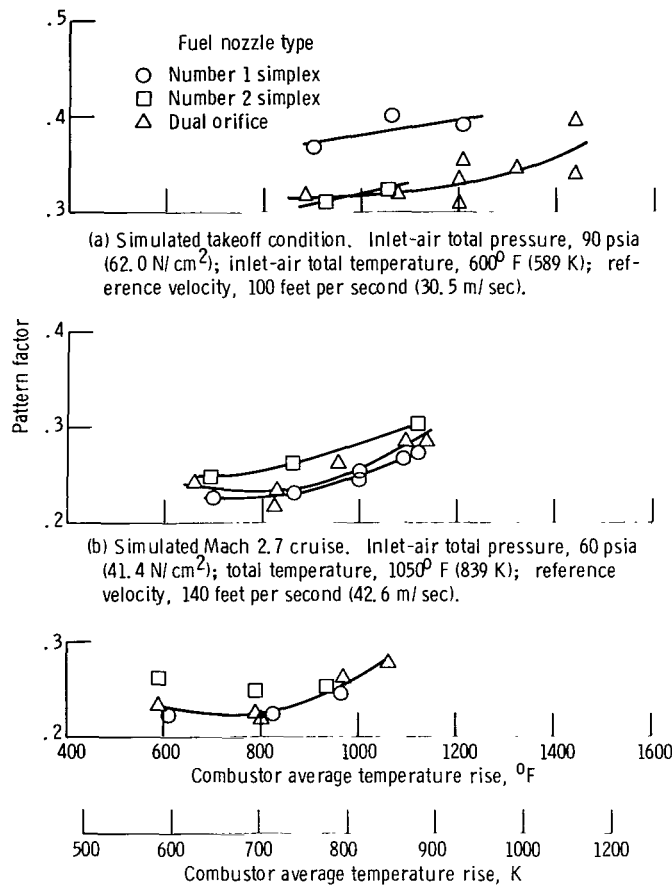 .5
Fuel nozzle type
Number 1 simplex
Number 2 simplex
Dual orifice
.4
.3
(a) Simulated takeoff condition. Inlet-air total pressure, 90 psia
(62.0 N/cm²); inlet-air total temperature, 600⁰ F (589 K); ref-
erence velocity, 100 feet per second (30.5 m/sec).
.4
.3
.2
Pattern factor
(b) Simulated Mach 2.7 cruise. Inlet-air total pressure, 60 psia
(41.4 N/cm²); total temperature, 1050⁰ F (839 K); reference
velocity, 140 feet per second (42.6 m/sec).
.3
.2
400 600 800 1000 1200 1400 1600
Combustor average temperature rise, ⁰F
500 600 700 800 900 1000 1100 1200
Combustor average temperature rise, K